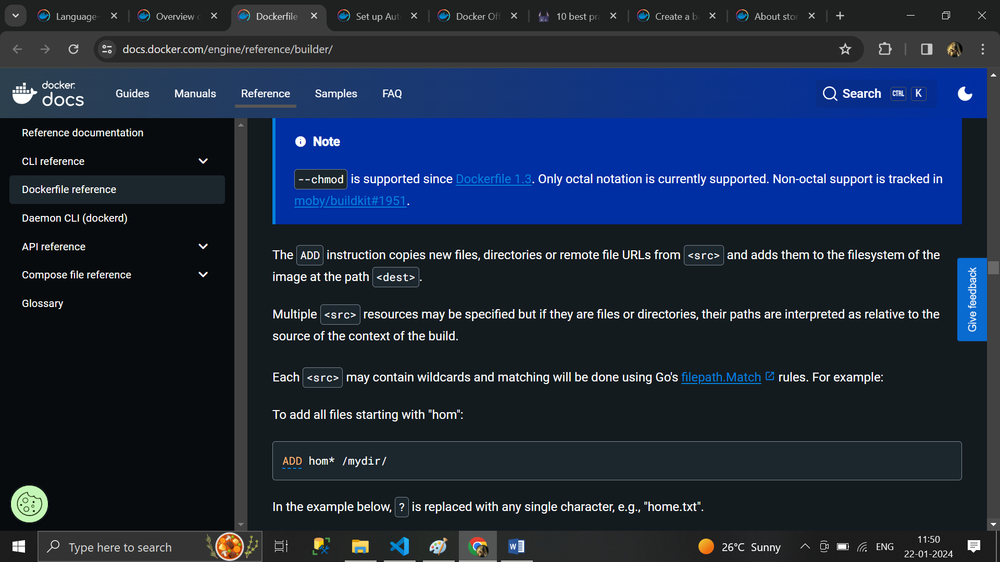 Language-
Overview c
Dockerfile
Set up Aut
Docker Off
10 best pra
Create a ba
About stor
docs.docker.com/engine/reference/builder/
docker docs
Guides
Manuals
Reference
Samples
FAQ
Search CTRL K
Reference documentation
CLI reference
Dockerfile reference
Daemon CLI (dockerd)
API reference
Compose file reference
Glossary
Note
--chmod is supported since Dockerfile 1.3. Only octal notation is currently supported. Non-octal support is tracked in
moby/buildkit#1951.
The ADD instruction copies new files, directories or remote file URLs from <src> and adds them to the filesystem of the
image at the path <dest>.
Multiple <src> resources may be specified but if they are files or directories, their paths are interpreted as relative to the
source of the context of the build.
Each <src> may contain wildcards and matching will be done using Go's filepath.Match rules. For example:
To add all files starting with "hom":
ADD hom* /mydir/
In the example below, ? is replaced with any single character, e.g., "home.txt".
Give feedback
Type here to search
26°C Sunny
ENG
11:50
22-01-2024